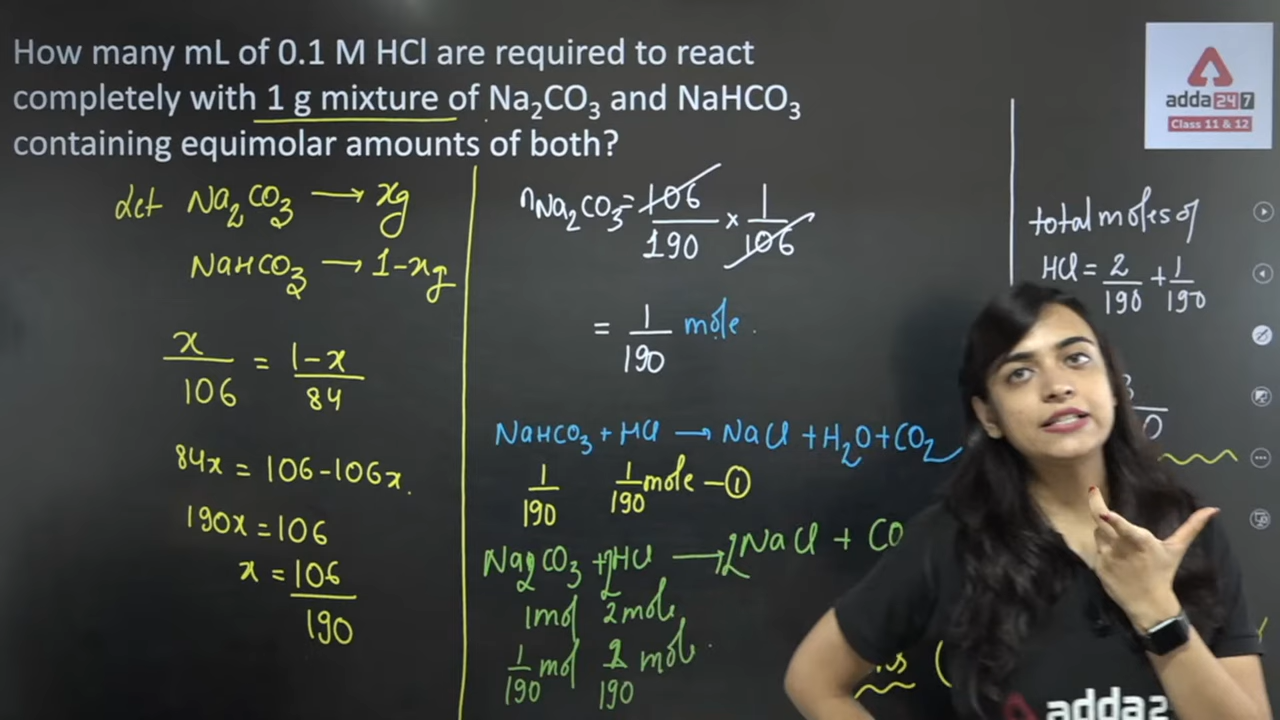 How many mL of 0.1 M HCl are required to react
completely with 1 g mixture of Na₂CO₃ and NaHCO₃
containing equimolar amounts of both?
adda 24|7
Class 11 & 12
Let Na₂CO₃ → xg
NaHCO₃ → 1-xg
x/106 = 1-x/84
84x = 106-106x.
190x = 106
x = 106/190
nNa₂CO₃ = 106/190 × 1/106
= 1/190 mole.
NaHCO₃ + HCl → NaCl + H₂O + CO₂
1/190 1/190 mole -①
Na₂CO₃ + 2HCl → 2NaCl + CO
1mol 2mole
1/190 mol 2/190 mole.
total moles of
HCl = 2/190 + 1/190
adda2